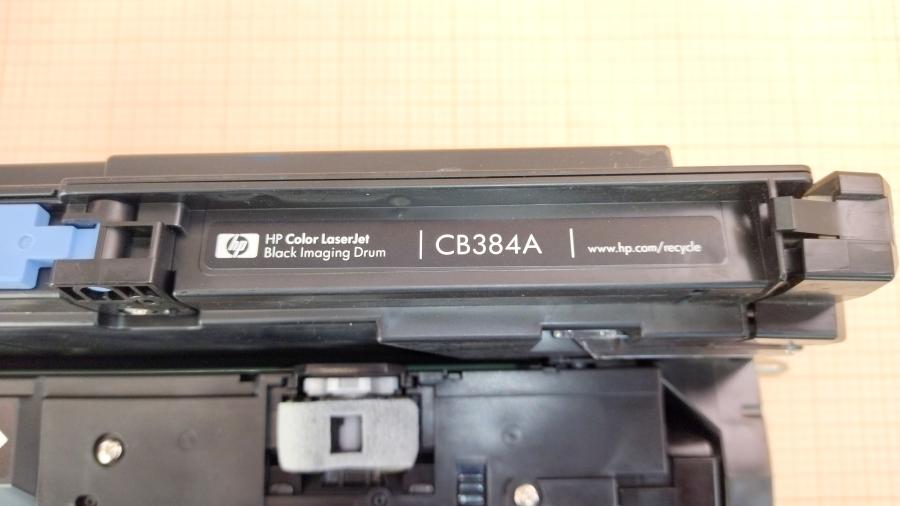 hp HP Color LaserJet
Black Imaging Drum
CB384A
www.hp.com/recycle